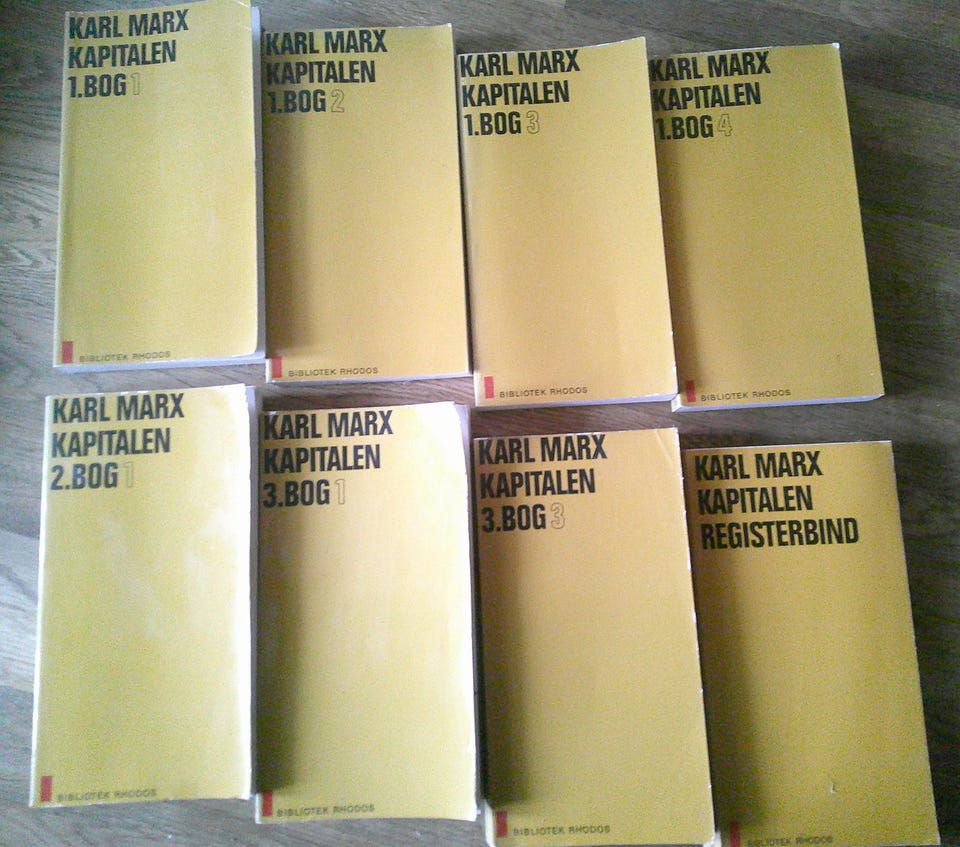 KARL MARX
KAPITALEN
1.BOG 1
BIBLIOTEK RHODOS
KARL MARX
KAPITALEN
1.BOG 2
BIBLIOTEK RHODOS
KARL MARX
KAPITALEN
1.BOG 3
BIBLIOTEK RHODOS
KARL MARX
KAPITALEN
1.BOG 4
BIBLIOTEK RHODOS
KARL MARX
KAPITALEN
2.BOG 1
BIBLIOTEK RHODOS
KARL MARX
KAPITALEN
3.BOG 1
BIBLIOTEK RHODOS
KARL MARX
KAPITALEN
3.BOG 3
BIBLIOTEK RHODOS
KARL MARX
KAPITALEN
REGISTERBIND
BIBLIOTEK RHODOS